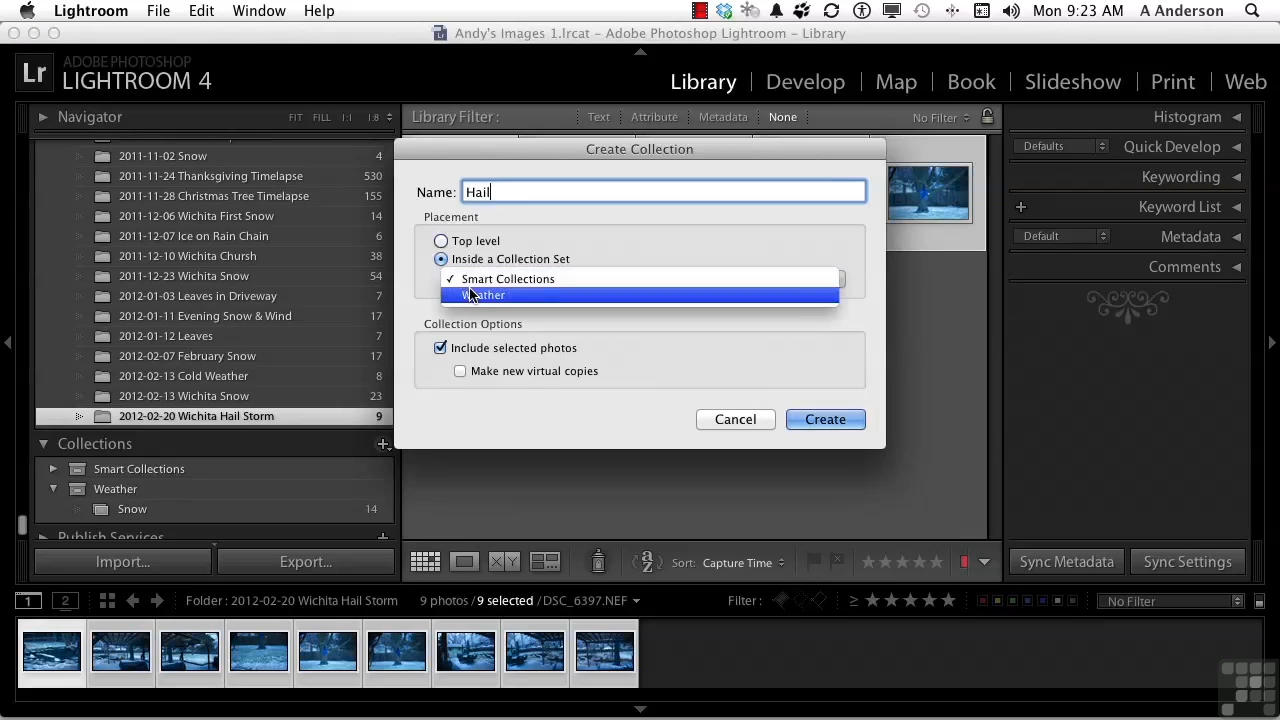 Lightroom File Edit Window Help Mon 9:23 AM A Anderson
Andy's Images 1.lrcat – Adobe Photoshop Lightroom – Library
Lr ADOBE PHOTOSHOP
LIGHTROOM 4
Library Develop Map Book Slideshow Print Web
Navigator FIT FILL 1:1 1:8
Library Filter : Text Attribute Metadata None No Filter
Histogram
2011-11-02 Snow 4
2011-11-24 Thanksgiving Timelapse 530
2011-11-28 Christmas Tree Timelapse 155
2011-12-06 Wichita First Snow 14
2011-12-07 Ice on Rain Chain 6
2011-12-12 Wichita Chursh 38
2011-12-23 Wichita Snow 54
2012-01-03 Leaves in Driveway 7
2012-01-11 Evening Snow & Wind 17
2012-01-12 Leaves 7
2012-02-07 February Snow 17
2012-02-13 Cold Weather 8
2012-02-13 Wichita Snow 23
2012-02-20 Wichita Hail Storm 9
Collections
Smart Collections
Weather
Snow 14
Publish Services
Import... Export...
Create Collection
Name: Hail
Placement
Top level
Inside a Collection Set
Smart Collections
Weather
Collection Options
Include selected photos
Make new virtual copies
Cancel Create
Defaults Quick Develop
Keywording
Keyword List
Default Metadata
Comments
Sort: Capture Time
Sync Metadata Sync Settings
1 2 Folder : 2012-02-20 Wichita Hail Storm 9 photos / 9 selected / DSC_6397.NEF Filter : No Filter